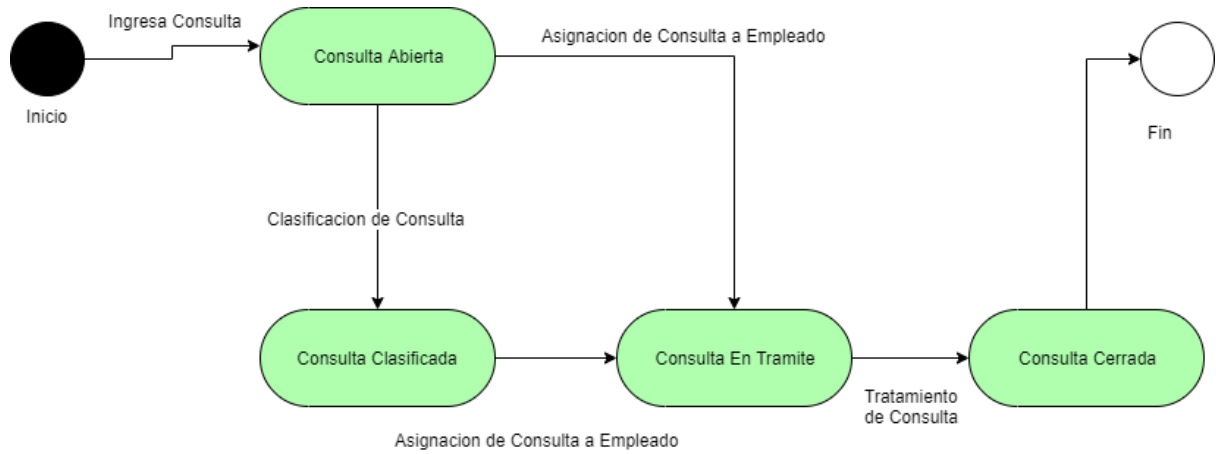 Ingresa Consulta
Inicio
Consulta Abierta
Asignacion de Consulta a Empleado
Fin
Clasificacion de Consulta
Consulta Clasificada
Consulta En Tramite
Consulta Cerrada
Tratamiento
de Consulta
Asignacion de Consulta a Empleado